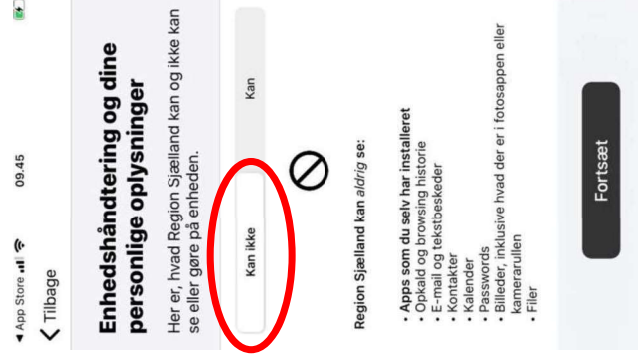 App Store
09.45
Tilbage
Enhedshåndtering og dine
personlige oplysninger
Her er, hvad Region Sjælland kan og ikke kan
se eller gøre på enheden.
Kan ikke
Kan
Region Sjælland kan aldrig se:
• Apps som du selv har installeret
• Opkald og browsing historie
• E-mail og tekstbeskeder
• Kontakter
• Kalender
• Passwords
• Billeder, inklusive hvad der er i fotosappen eller
kamerarullen
• Filer
Fortsæt